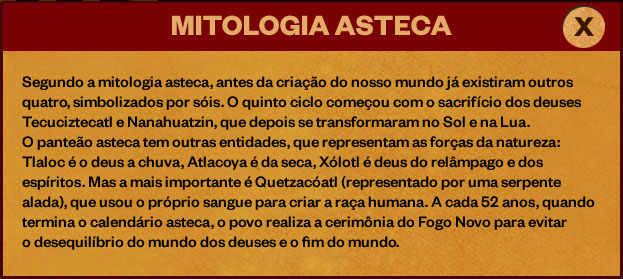 MITOLOGIA ASTECA
X
Segundo a mitologia asteca, antes da criação do nosso mundo já existiram outros
quatro, simbolizados por sóis. O quinto ciclo começou com o sacrifício dos deuses
Tecuciztecatl e Nanahuatzin, que depois se transformaram no Sol e na Lua.
O panteão asteca tem outras entidades, que representam as forças da natureza:
Tlaloc é o deus a chuva, Atlacoya é da seca, Xólotl é deus do relâmpago e dos
espíritos. Mas a mais importante é Quetzacóatl (representado por uma serpente
alada), que usou o próprio sangue para criar a raça humana. A cada 52 anos, quando
termina o calendário asteca, o povo realiza a cerimônia do Fogo Novo para evitar
o desequilíbrio do mundo dos deuses e o fim do mundo.